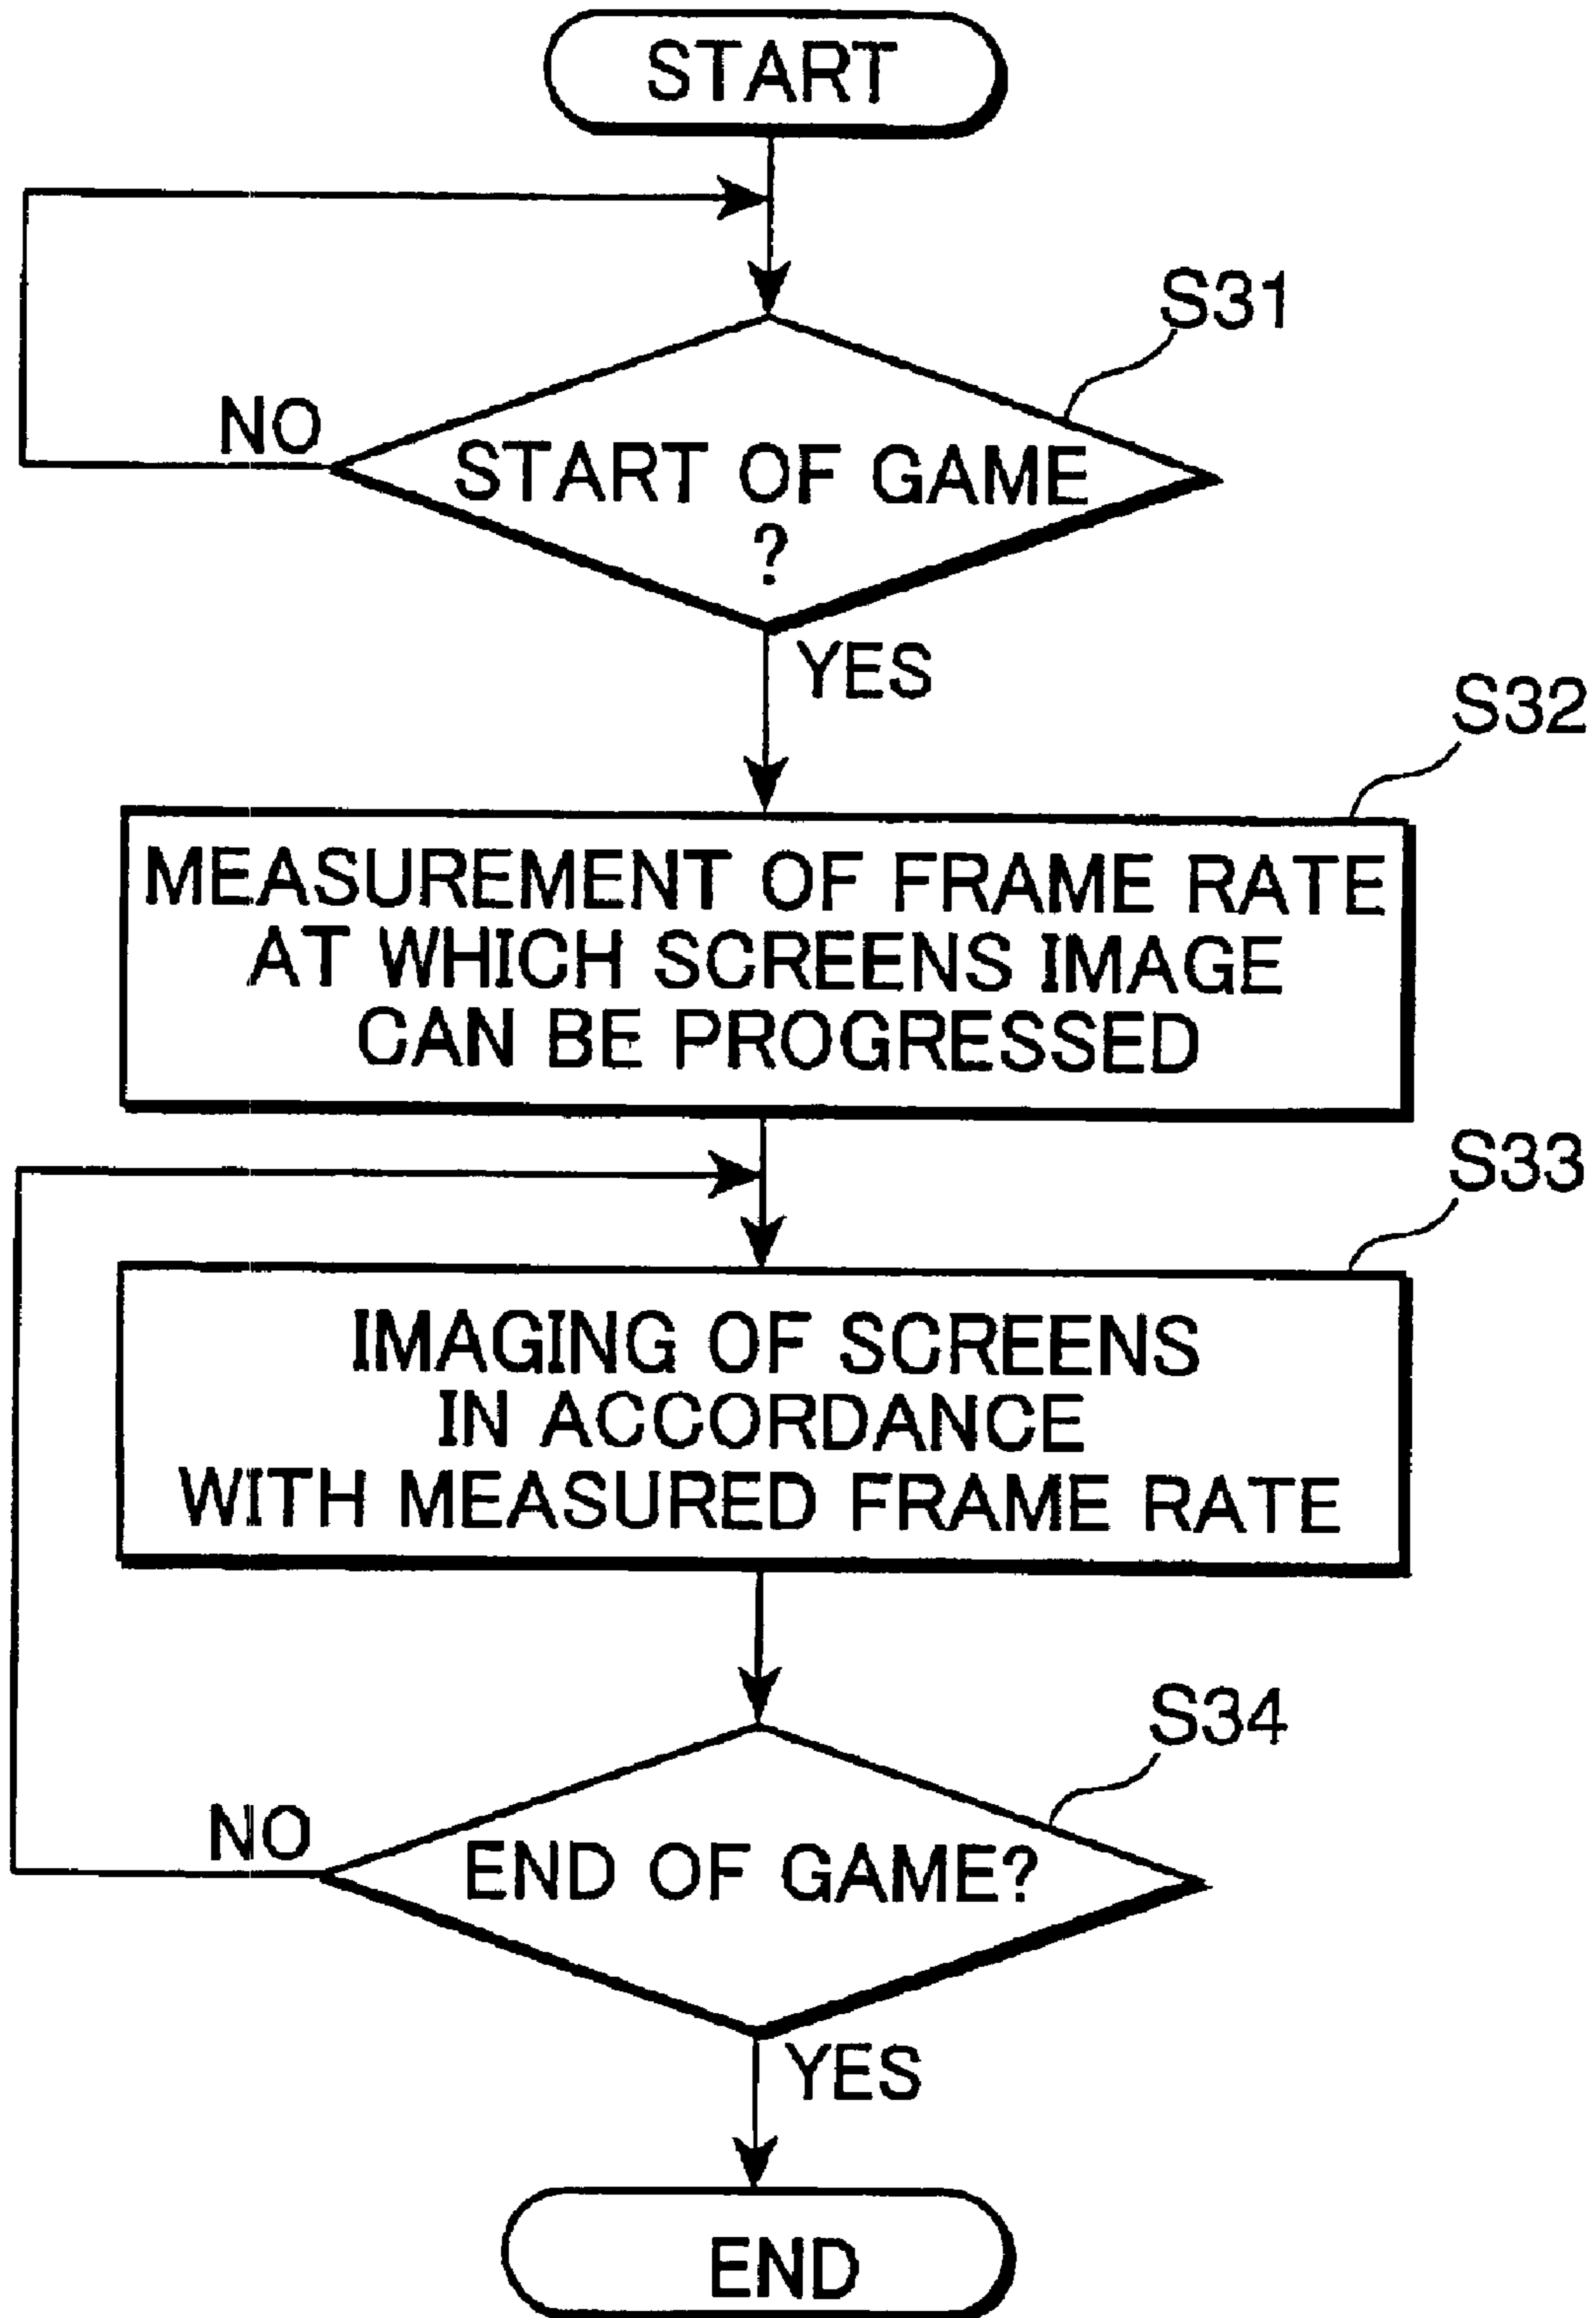 START
S31
NO
START OF GAME
?
YES
S32
MEASUREMENT OF FRAME RATE
AT WHICH SCREENS IMAGE
CAN BE PROGRESSED
S33
IMAGING OF SCREENS
IN ACCORDANCE
WITH MEASURED FRAME RATE
S34
NO
END OF GAME?
YES
END